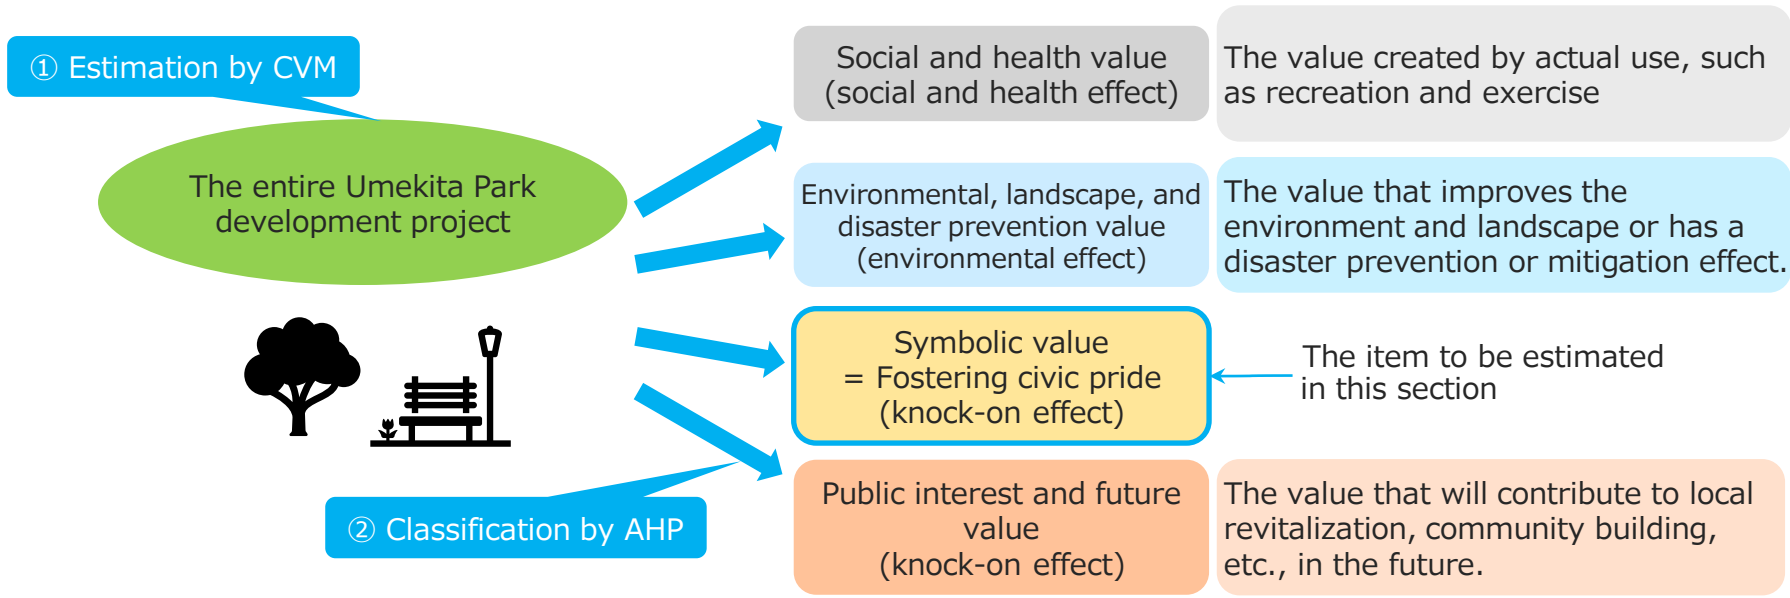 ① Estimation by CVM
The entire Umekita Park
development project
② Classification by AHP
Social and health value
(social and health effect)
The value created by actual use, such
as recreation and exercise
Environmental, landscape, and
disaster prevention value
(environmental effect)
The value that improves the
environment and landscape or has a
disaster prevention or mitigation effect.
Symbolic value
= Fostering civic pride
(knock-on effect)
The item to be estimated
in this section
Public interest and future
value
(knock-on effect)
The value that will contribute to local
revitalization, community building,
etc., in the future.